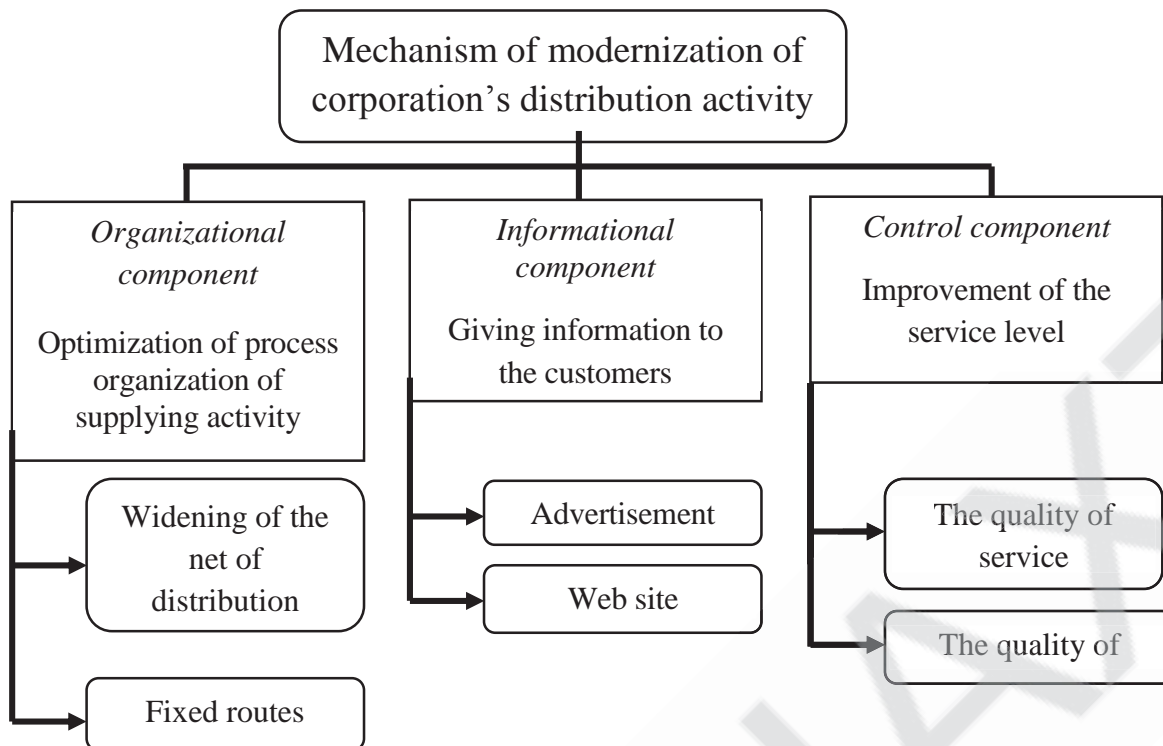 Mechanism of modernization of
corporation’s distribution activity
Organizational
component
Optimization of process
organization of
supplying activity
Widening of the
net of
distribution
Fixed routes
Informational
component
Giving information to
the customers
Advertisement
Web site
Control component
Improvement of the
service level
The quality of
service
The quality of